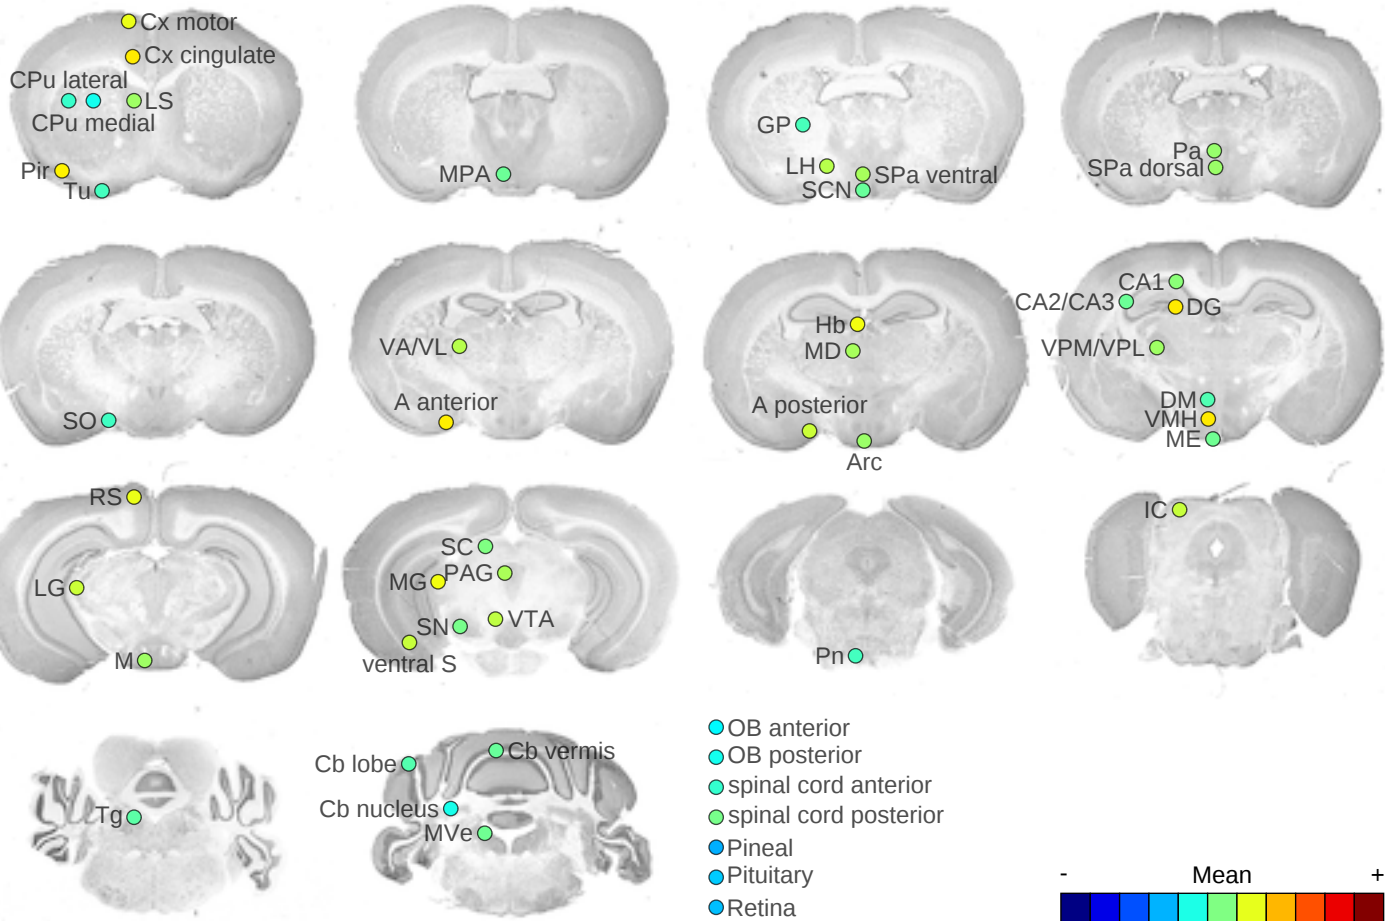 Cx motor
Cx cingulate
CPu lateral
LS
CPu medial
Pir
Tu
MPA
GP
LH
SPa ventral
SCN
Pa
SPa dorsal
SO
VA/VL
A anterior
Hb
MD
A posterior
Arc
CA1
CA2/CA3
DG
VPM/VPL
DM
VMH
ME
RS
LG
M
SC
MG
PAG
SN
VTA
ventral S
Pn
IC
Tg
Cb lobe
Cb vermis
Cb nucleus
MVe
OB anterior
OB posterior
spinal cord anterior
spinal cord posterior
Pineal
Pituitary
Retina
- Mean +